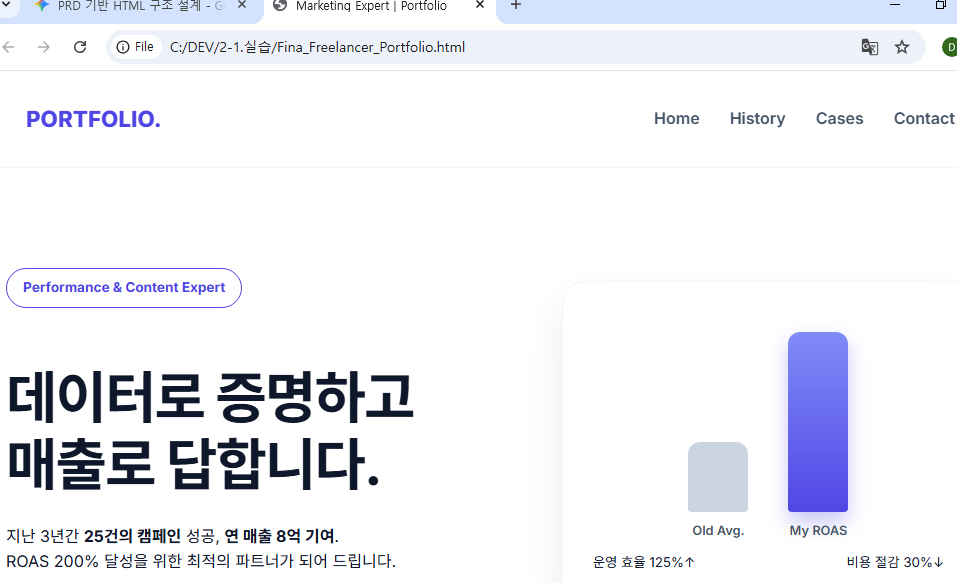 PRD 기반 HTML 구조 설계 - G
Marketing Expert | Portfolio
File
C:/DEV/2-1.실습/Fina_Freelancer_Portfolio.html
D
PORTFOLIO.
Home
History
Cases
Contact
Performance & Content Expert
데이터로 증명하고
매출로 답합니다.
지난 3년간 25건의 캠페인 성공, 연 매출 8억 기여.
ROAS 200% 달성을 위한 최적의 파트너가 되어 드립니다.
Old Avg.
My ROAS
운영 효율 125%↑
비용 절감 30%↓